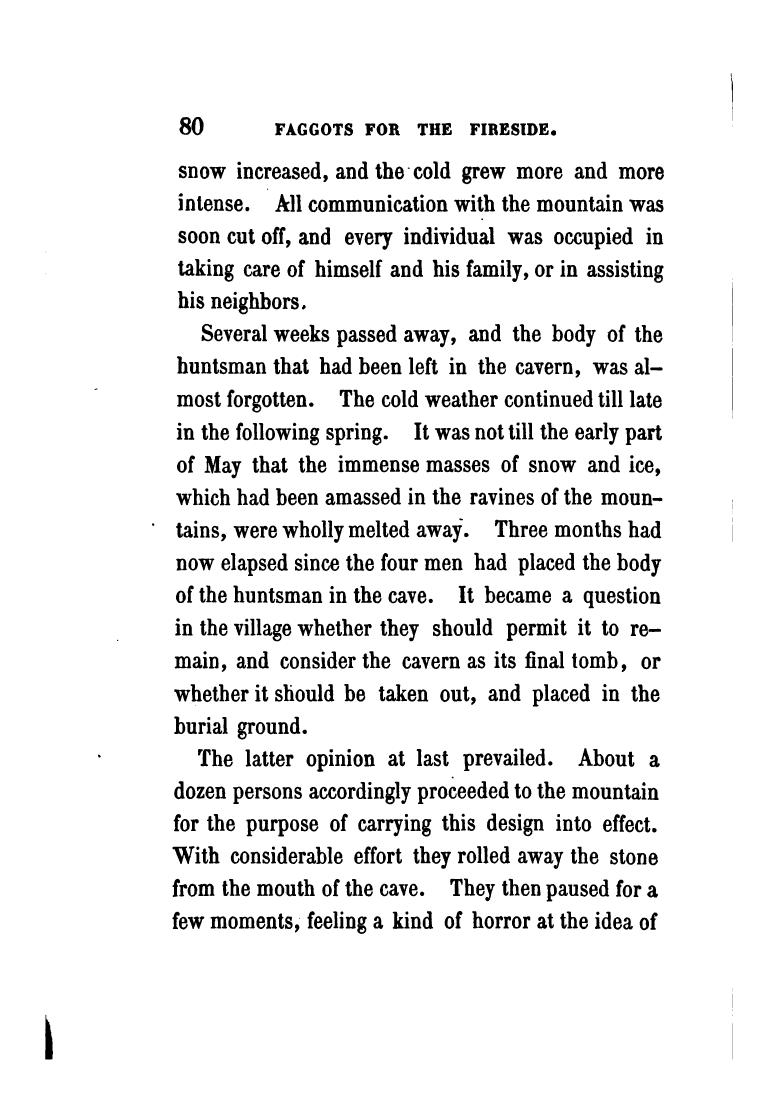 80 FAGGOTS FOR THE FIRESIDE.
snow increased, and the cold grew more and more
intense. All communication with the mountain was
soon cut off, and every individual was occupied in
taking care of himself and his family, or in assisting
his neighbors.
Several weeks passed away, and the body of the
huntsman that had been left in the cavern, was al-
most forgotten. The cold weather continued till late
in the following spring. It was not till the early part
of May that the immense masses of snow and ice,
which had been amassed in the ravines of the moun-
tains, were wholly melted away. Three months had
now elapsed since the four men had placed the body
of the huntsman in the cave. It became a question
in the village whether they should permit it to re-
main, and consider the cavern as its final tomb, or
whether it should be taken out, and placed in the
burial ground.
The latter opinion at last prevailed. About a
dozen persons accordingly proceeded to the mountain
for the purpose of carrying this design into effect.
With considerable effort they rolled away the stone
from the mouth of the cave. They then paused for a
few moments, feeling a kind of horror at the idea of